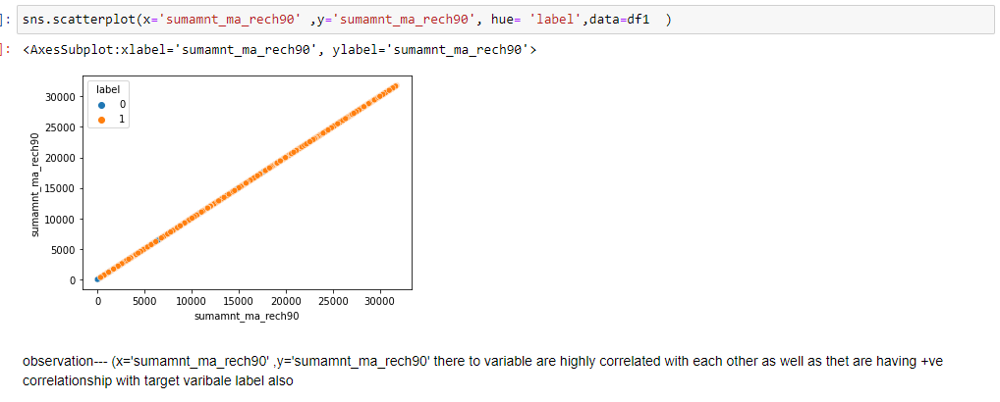 ]: sns.scatterplot(x='sumamnt_ma_rech90' ,y='sumamnt_ma_rech90', hue= 'label',data=df1  )
]: <AxesSubplot:xlabel='sumamnt_ma_rech90', ylabel='sumamnt_ma_rech90'>
label
0
1
30000
25000
20000
15000
10000
5000
0
sumamnt_ma_rech90
0 5000 10000 15000 20000 25000 30000
sumamnt_ma_rech90
observation--- (x='sumamnt_ma_rech90' ,y='sumamnt_ma_rech90' there to variable are highly correlated with each other as well as thet are having +ve
correlationship with target varibale label also